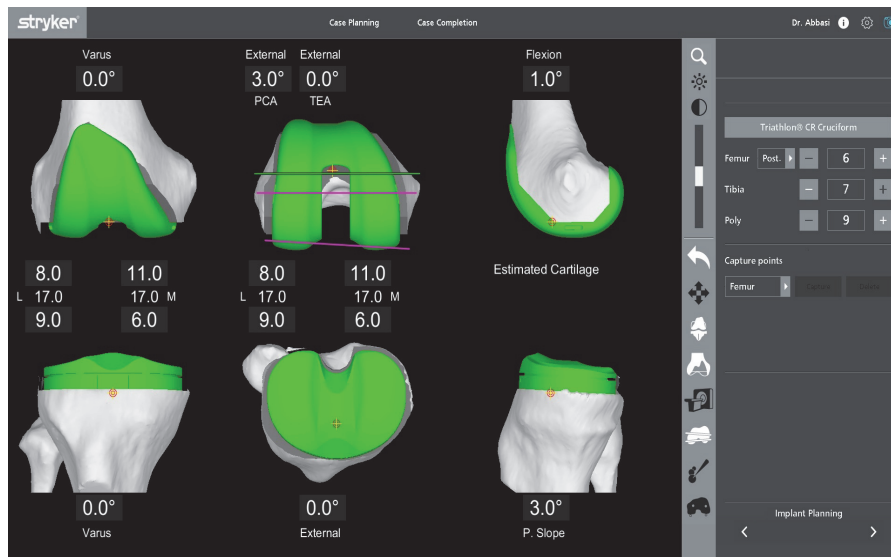 stryker
Case Planning
Case Completion
Dr. Abbasi
Varus
0.0°
External External
3.0° 0.0°
PCA TEA
Flexion
1.0°
8.0 11.0
L 17.0 17.0 M
9.0 6.0
8.0 11.0
L 17.0 17.0 M
9.0 6.0
Estimated Cartilage
0.0°
Varus
0.0°
External
3.0°
P. Slope
Triathlon® CR Cruciform
Femur Post. − 6 +
Tibia − 7 +
Poly − 9 +
Capture points
Femur Capture Delete
Implant Planning